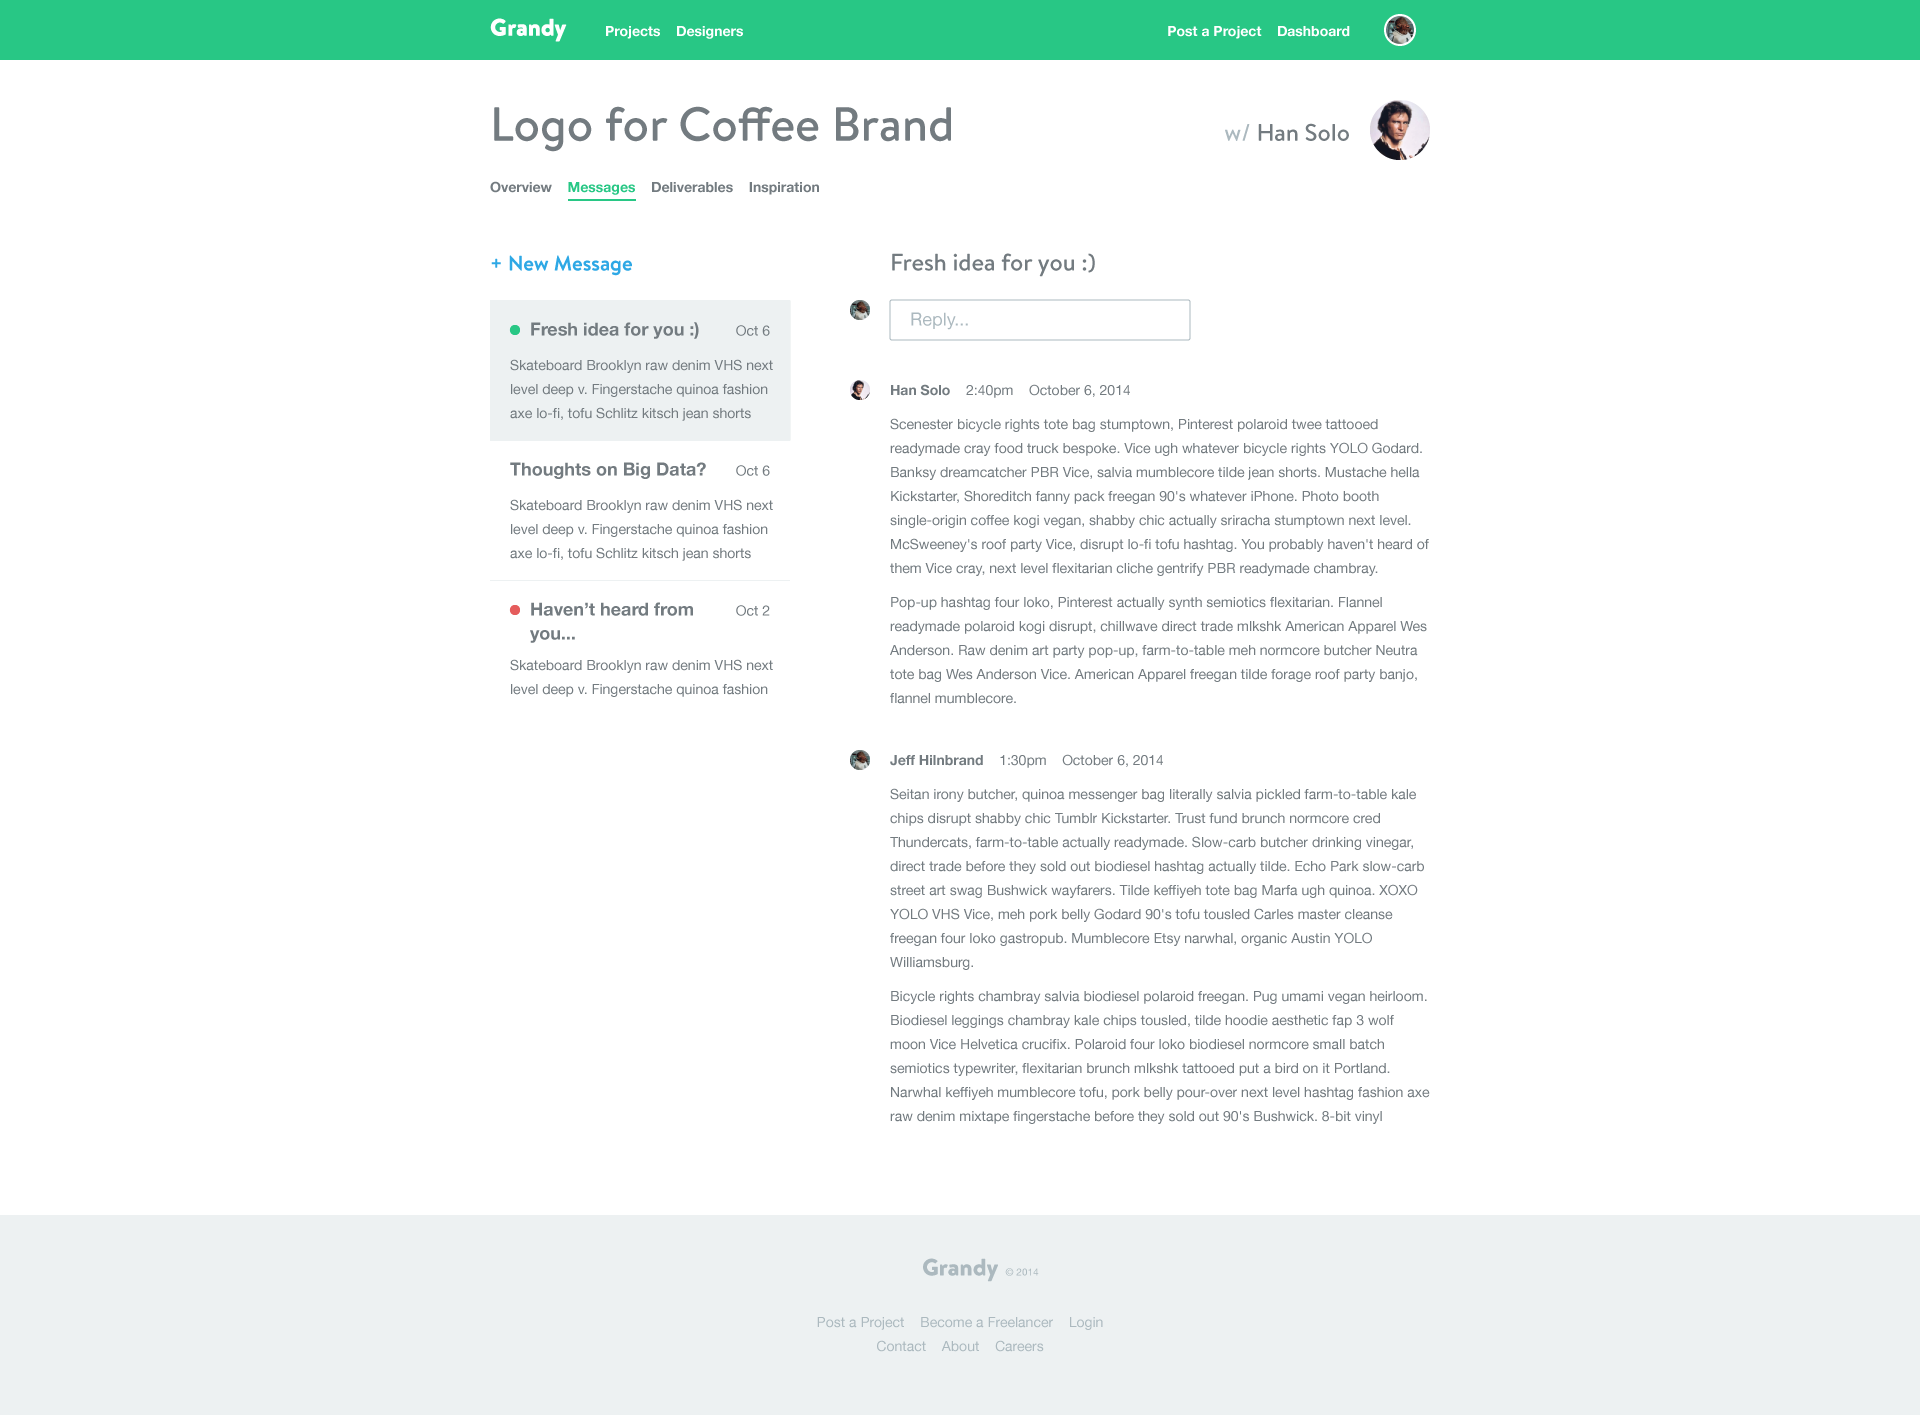 Grandy
Projects Designers
Post a Project Dashboard
Logo for Coffee Brand
w/ Han Solo
Overview Messages Deliverables Inspiration
+ New Message
Fresh idea for you :) Oct 6
Skateboard Brooklyn raw denim VHS next
level deep v. Fingerstache quinoa fashion
axe lo-fi, tofu Schlitz kitsch jean shorts
Thoughts on Big Data? Oct 6
Skateboard Brooklyn raw denim VHS next
level deep v. Fingerstache quinoa fashion
axe lo-fi, tofu Schlitz kitsch jean shorts
Haven’t heard from Oct 2
you...
Skateboard Brooklyn raw denim VHS next
level deep v. Fingerstache quinoa fashion
Fresh idea for you :)
Reply...
Han Solo 2:40pm October 6, 2014
Scenester bicycle rights tote bag stumptown, Pinterest polaroid twee tattooed
readymade cray food truck bespoke. Vice ugh whatever bicycle rights YOLO Godard.
Banksy dreamcatcher PBR Vice, salvia mumblecore tilde jean shorts. Mustache hella
Kickstarter, Shoreditch fanny pack freegan 90's whatever iPhone. Photo booth
single-origin coffee kogi vegan, shabby chic actually sriracha stumptown next level.
McSweeney's roof party Vice, disrupt lo-fi tofu hashtag. You probably haven't heard of
them Vice cray, next level flexitarian cliche gentrify PBR readymade chambray.
Pop-up hashtag four loko, Pinterest actually synth semiotics flexitarian. Flannel
readymade polaroid kogi disrupt, chillwave direct trade mlkshk American Apparel Wes
Anderson. Raw denim art party pop-up, farm-to-table meh normcore butcher Neutra
tote bag Wes Anderson Vice. American Apparel freegan tilde forage roof party banjo,
flannel mumblecore.
Jeff Hilnbrand 1:30pm October 6, 2014
Seitan irony butcher, quinoa messenger bag literally salvia pickled farm-to-table kale
chips disrupt shabby chic Tumblr Kickstarter. Trust fund brunch normcore cred
Thundercats, farm-to-table actually readymade. Slow-carb butcher drinking vinegar,
direct trade before they sold out biodiesel hashtag actually tilde. Echo Park slow-carb
street art swag Bushwick wayfarers. Tilde keffiyeh tote bag Marfa ugh quinoa. XOXO
YOLO VHS Vice, meh pork belly Godard 90's tofu tousled Carles master cleanse
freegan four loko gastropub. Mumblecore Etsy narwhal, organic Austin YOLO
Williamsburg.
Bicycle rights chambray salvia biodiesel polaroid freegan. Pug umami vegan heirloom.
Biodiesel leggings chambray kale chips tousled, tilde hoodie aesthetic fap 3 wolf
moon Vice Helvetica crucifix. Polaroid four loko biodiesel normcore small batch
semiotics typewriter, flexitarian brunch mlkshk tattooed put a bird on it Portland.
Narwhal keffiyeh mumblecore tofu, pork belly pour-over next level hashtag fashion axe
raw denim mixtape fingerstache before they sold out 90's Bushwick. 8-bit vinyl
Grandy © 2014
Post a Project Become a Freelancer Login
Contact About Careers